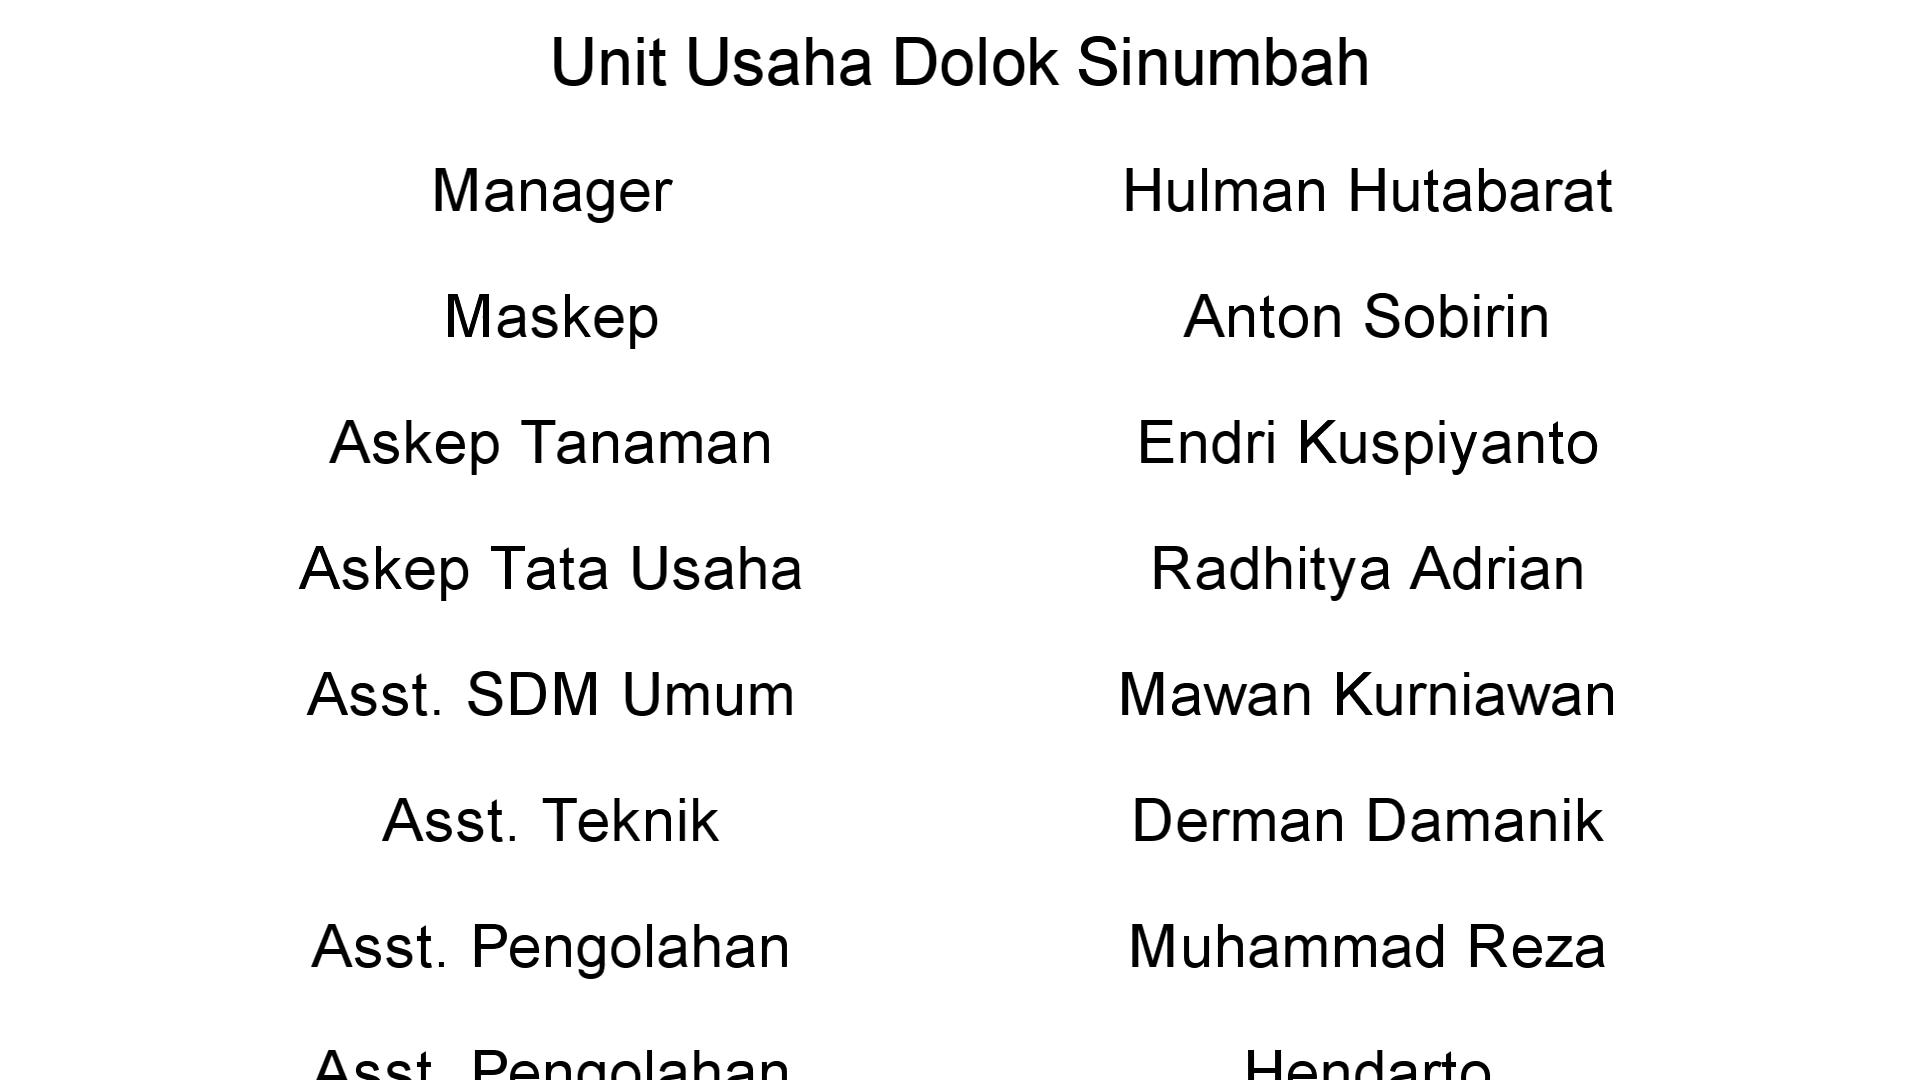 Unit Usaha Dolok Sinumbah
Manager Hulman Hutabarat
Maskep Anton Sobirin
Askep Tanaman Endri Kuspiyanto
Askep Tata Usaha Radhitya Adrian
Asst. SDM Umum Mawan Kurniawan
Asst. Teknik Derman Damanik
Asst. Pengolahan Muhammad Reza
Asst. Pengolahan Hendarto